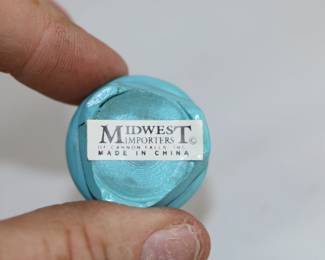 MIDWEST
IMPORTERS ©
OF CANNON FALLS, INC.
MADE IN CHINA